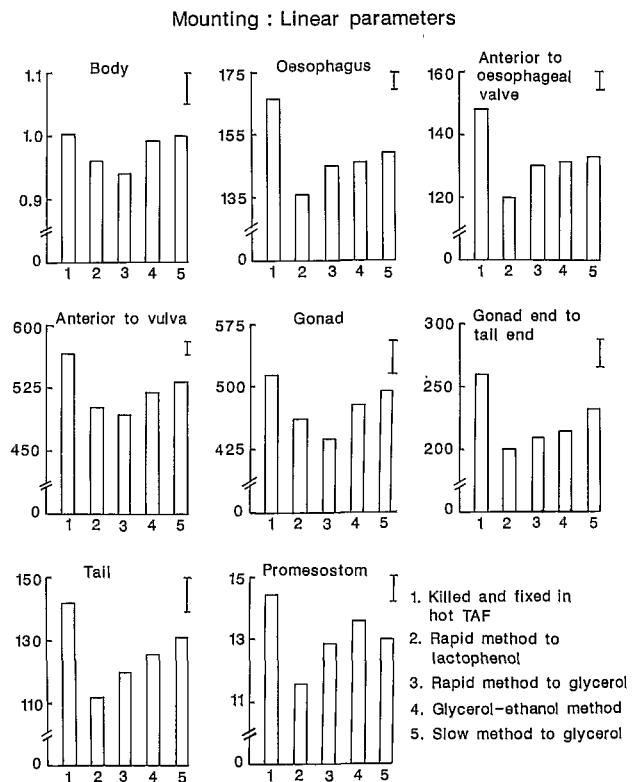 Mounting : Linear parameters
Body
1.1
1.0
0.9
0
1 2 3 4 5
Oesophagus
175
155
135
0
1 2 3 4 5
Anterior to
oesophageal
valve
160
140
120
0
1 2 3 4 5
Anterior to vulva
600
525
450
0
1 2 3 4 5
Gonad
575
500
425
0
1 2 3 4 5
Gonad end to
tail end
300
250
200
0
1 2 3 4 5
Tail
150
130
110
0
1 2 3 4 5
Promesostom
15
13
11
0
1 2 3 4 5
1. Killed and fixed in
hot TAF
2. Rapid method to
lactophenol
3. Rapid method to glycerol
4. Glycerol-ethanol method
5. Slow method to glycerol